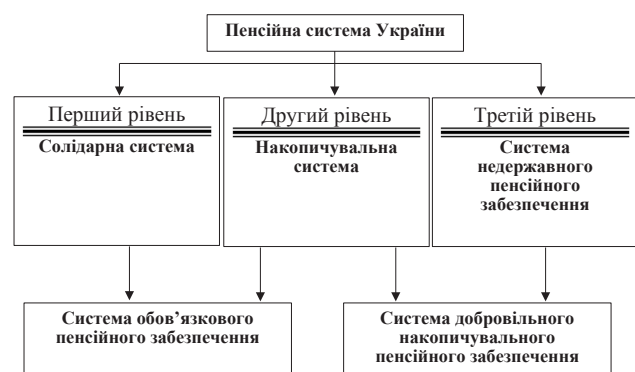 Пенсійна система України
Перший рівень
Солідарна система
Другий рівень
Накопичувальна
система
Третій рівень
Система
недержавного
пенсійного
забезпечення
Система обов’язкового
пенсійного забезпечення
Система добровільного
накопичувального
пенсійного забезпечення